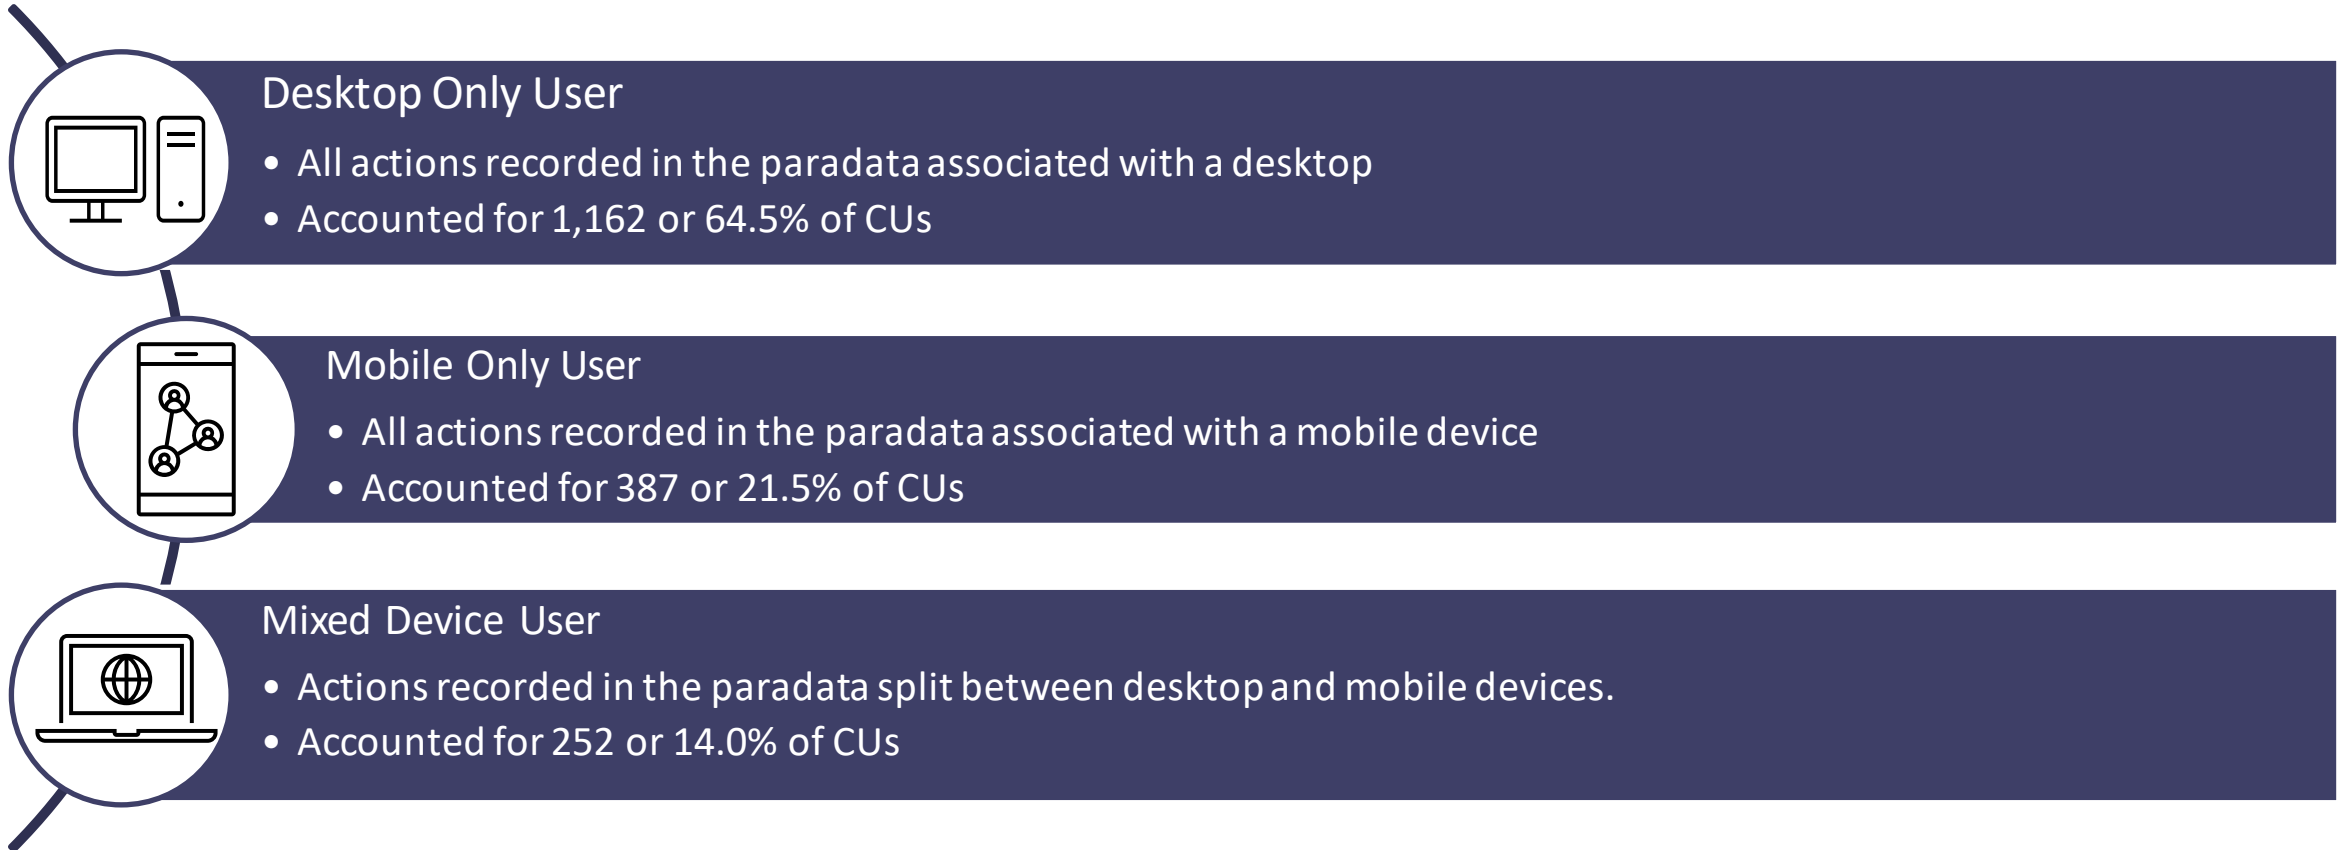 Desktop Only User
• All actions recorded in the paradata associated with a desktop
• Accounted for 1,162 or 64.5% of CUs
Mobile Only User
• All actions recorded in the paradata associated with a mobile device
• Accounted for 387 or 21.5% of CUs
Mixed Device User
• Actions recorded in the paradata split between desktop and mobile devices.
• Accounted for 252 or 14.0% of CUs